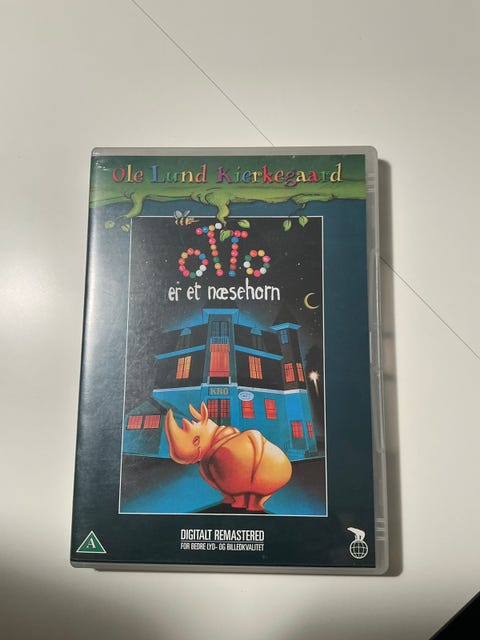 Ole Lund Kierkegaard
OTTO
er et næsehorn
KRO
DIGITALT REMASTERED
FOR BEDRE LYD- OG BILLEDKVALITET
A